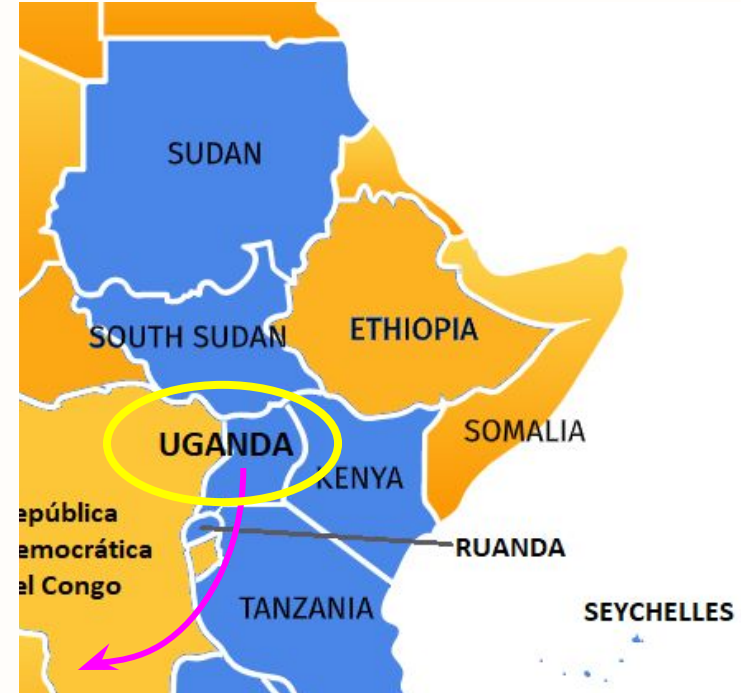 SUDAN
SOUTH SUDAN
ETHIOPIA
SOMALIA
UGANDA
KENYA
epública
emocrática
el Congo
RUANDA
TANZANIA
SEYCHELLES